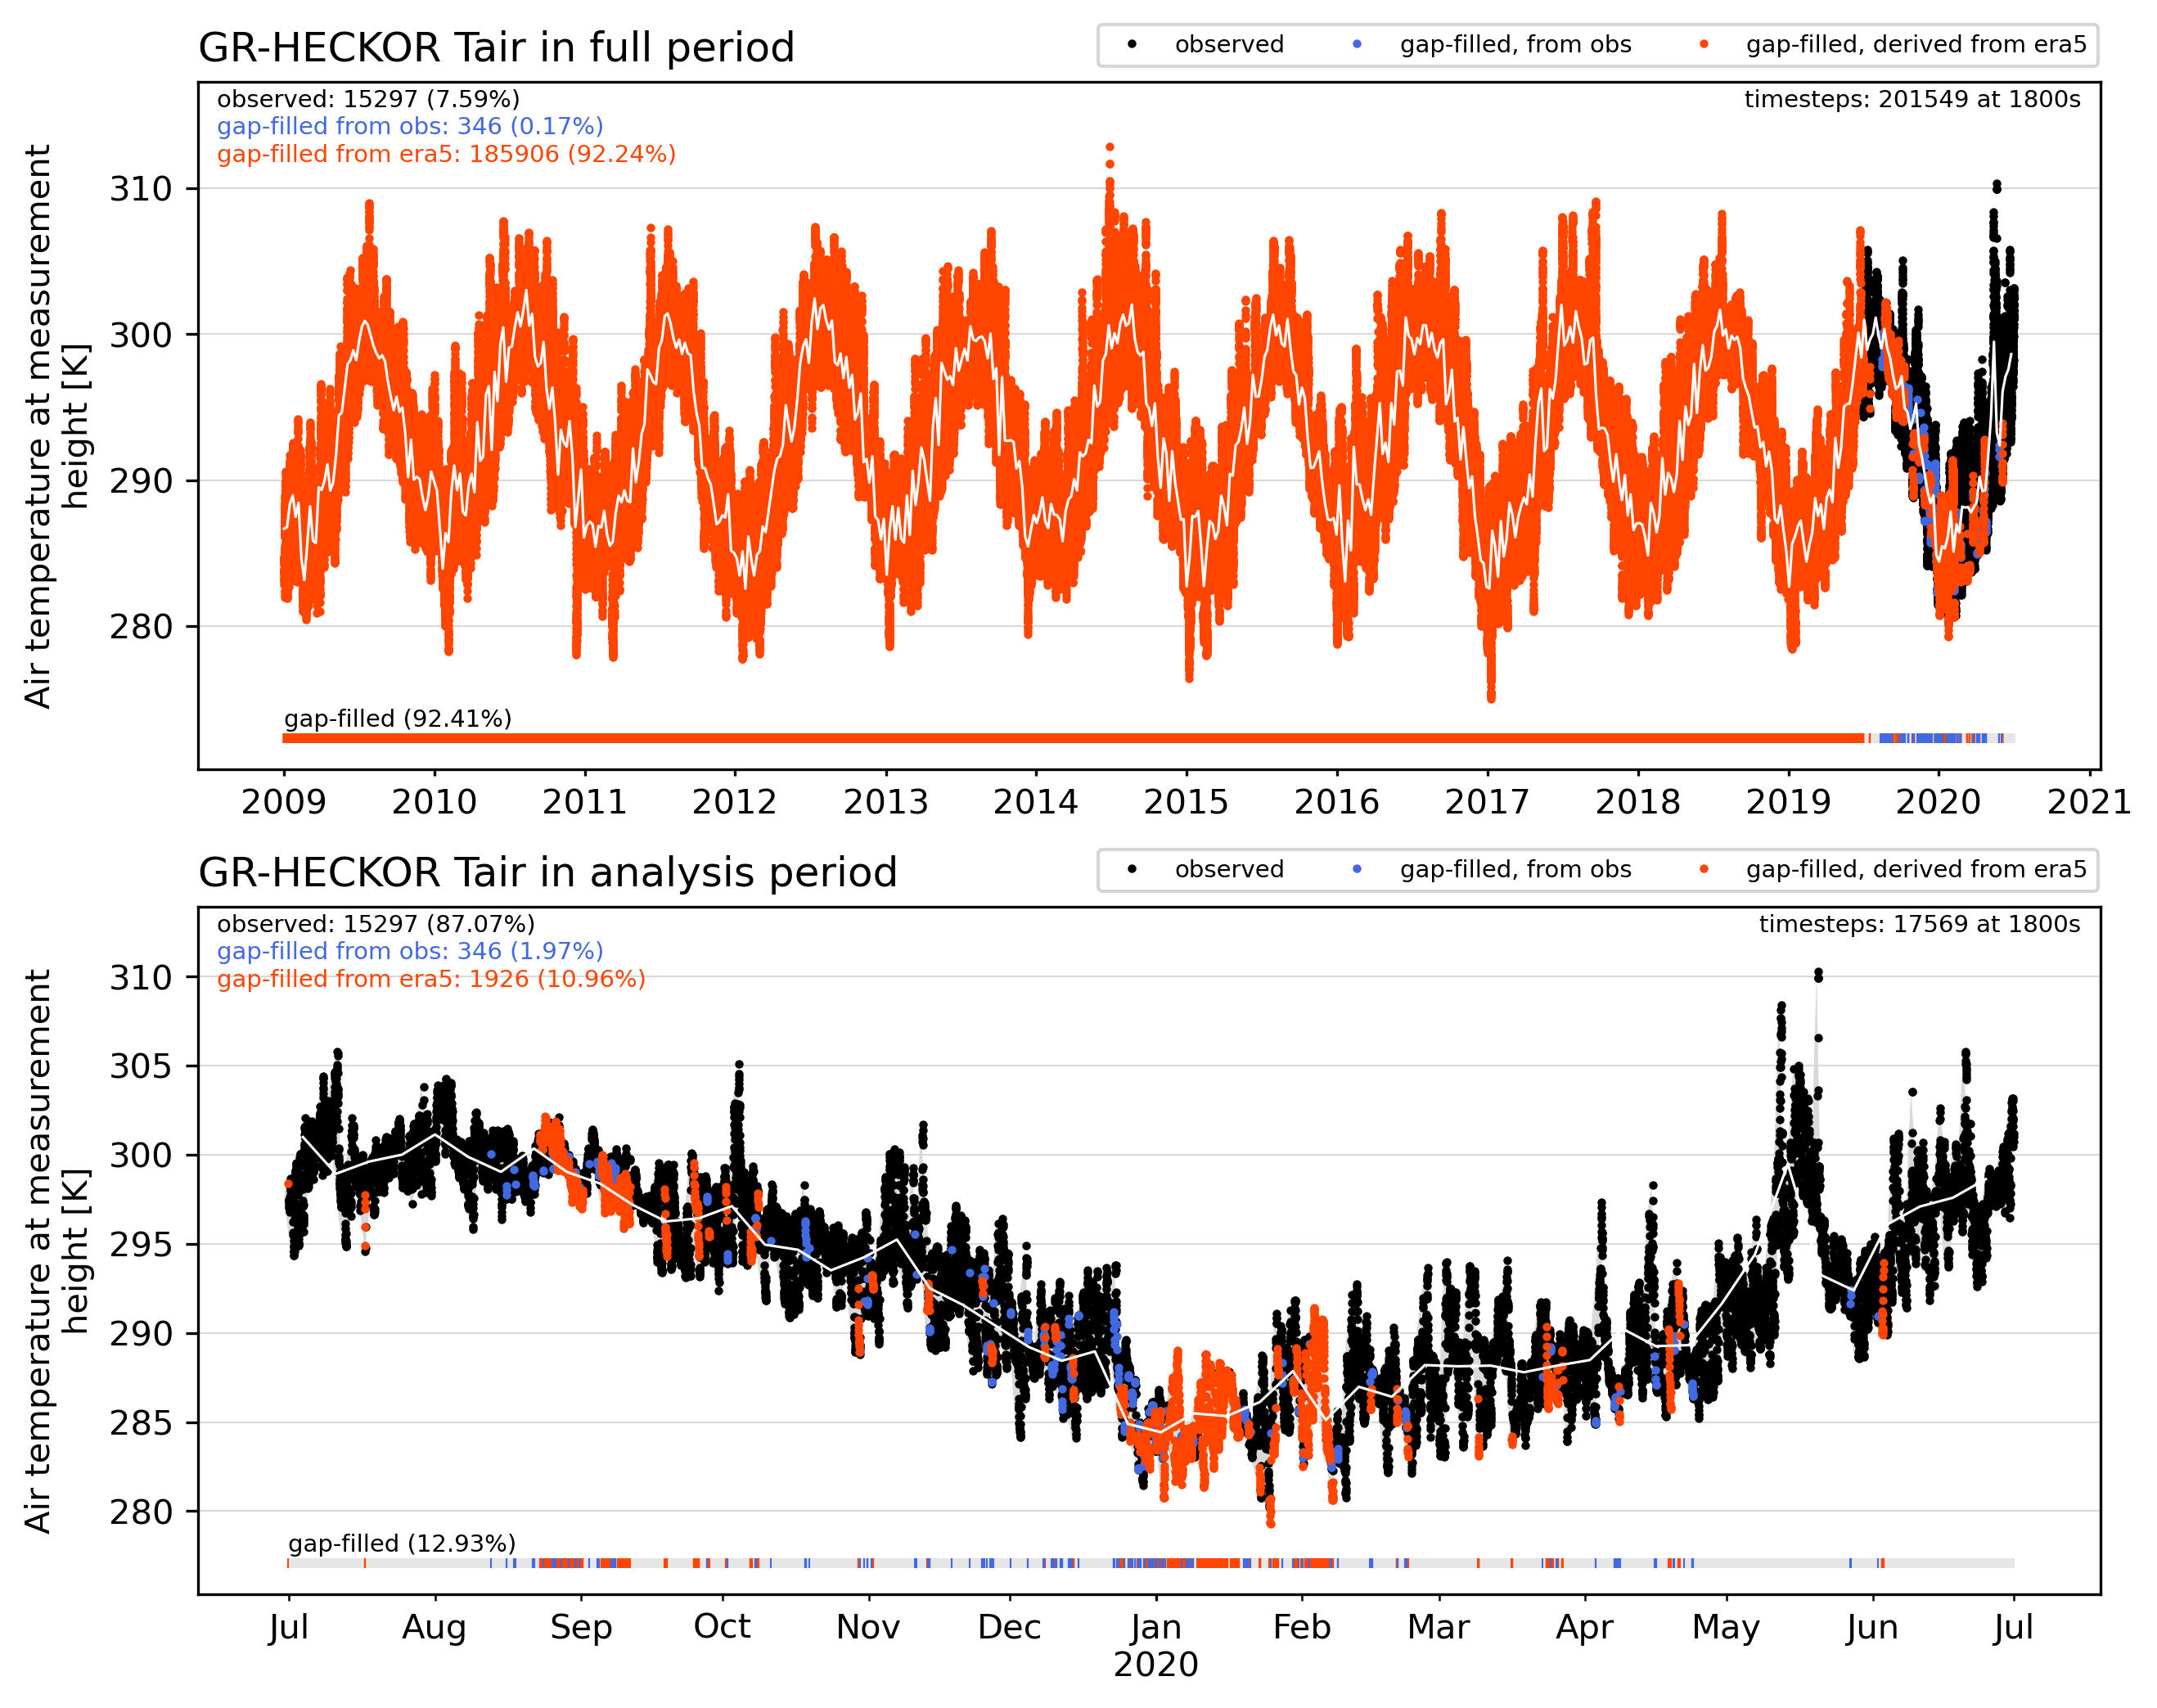 GR-HECKOR Tair in full period
observed
gap-filled, from obs
gap-filled, derived from era5
observed: 15297 (7.59%)
timesteps: 201549 at 1800s
gap-filled from obs: 346 (0.17%)
gap-filled from era5: 185906 (92.24%)
Air temperature at measurement
height [K]
310
300
290
280
gap-filled (92.41%)
2009 2010 2011 2012 2013 2014 2015 2016 2017 2018 2019 2020 2021
GR-HECKOR Tair in analysis period
observed
gap-filled, from obs
gap-filled, derived from era5
observed: 15297 (87.07%)
timesteps: 17569 at 1800s
gap-filled from obs: 346 (1.97%)
gap-filled from era5: 1926 (10.96%)
Air temperature at measurement
height [K]
310
305
300
295
290
285
280
gap-filled (12.93%)
Jul Aug Sep Oct Nov Dec Jan Feb Mar Apr May Jun Jul
2020